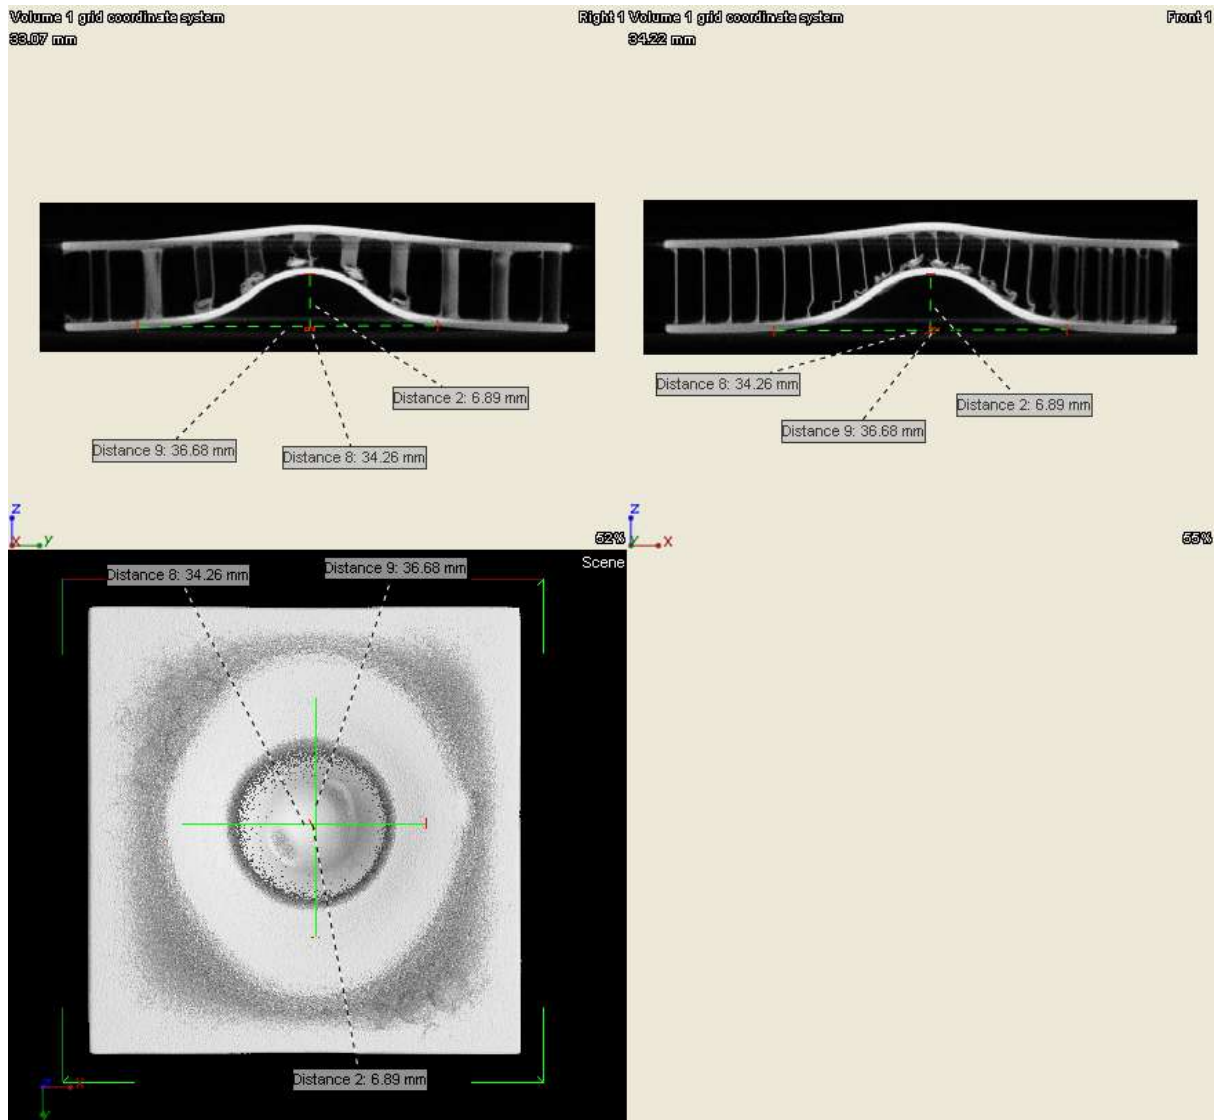 Volume 1 grid coordinate system
Right 1
33.07 mm
Distance 2: 6.89 mm
Distance 9: 36.68 mm
Distance 8: 34.26 mm
z
x
y
52%
Volume 1 grid coordinate system
Front 1
34.22 mm
Distance 8: 34.26 mm
Distance 2: 6.89 mm
Distance 9: 36.68 mm
z
y
x
55%
Scene
Distance 9: 36.68 mm
Distance 8: 34.26 mm
Distance 2: 6.89 mm
z
x
y